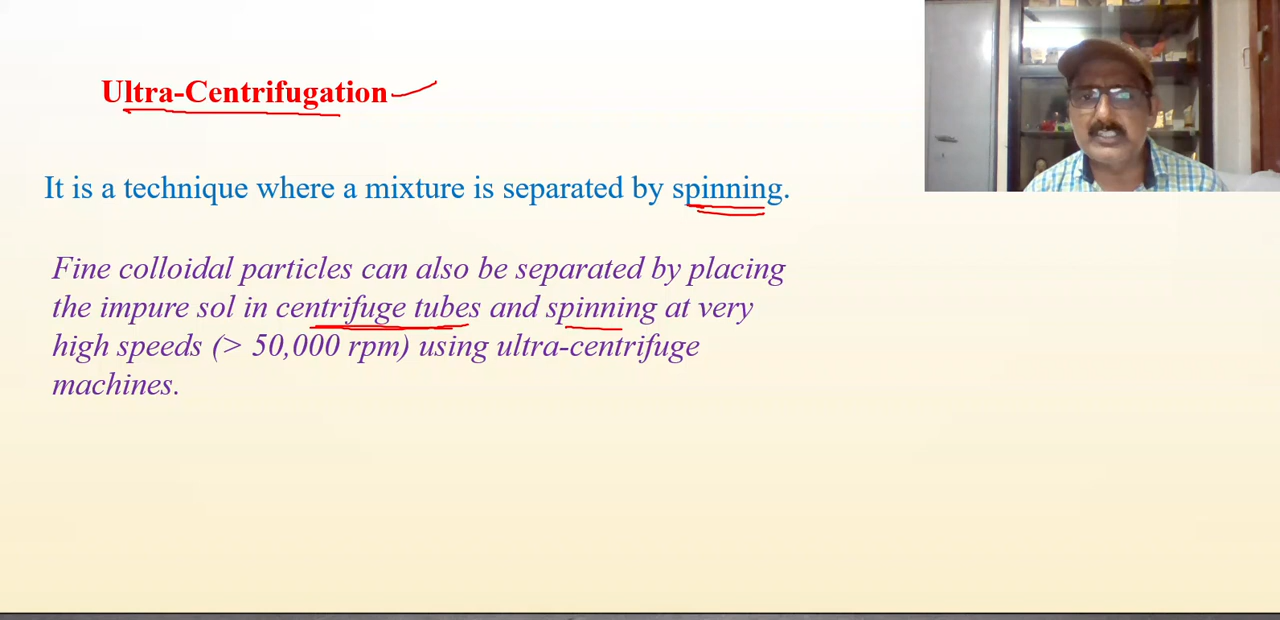 Ultra-Centrifugation
It is a technique where a mixture is separated by spinning.
Fine colloidal particles can also be separated by placing
the impure sol in centrifuge tubes and spinning at very
high speeds (> 50,000 rpm) using ultra-centrifuge
machines.